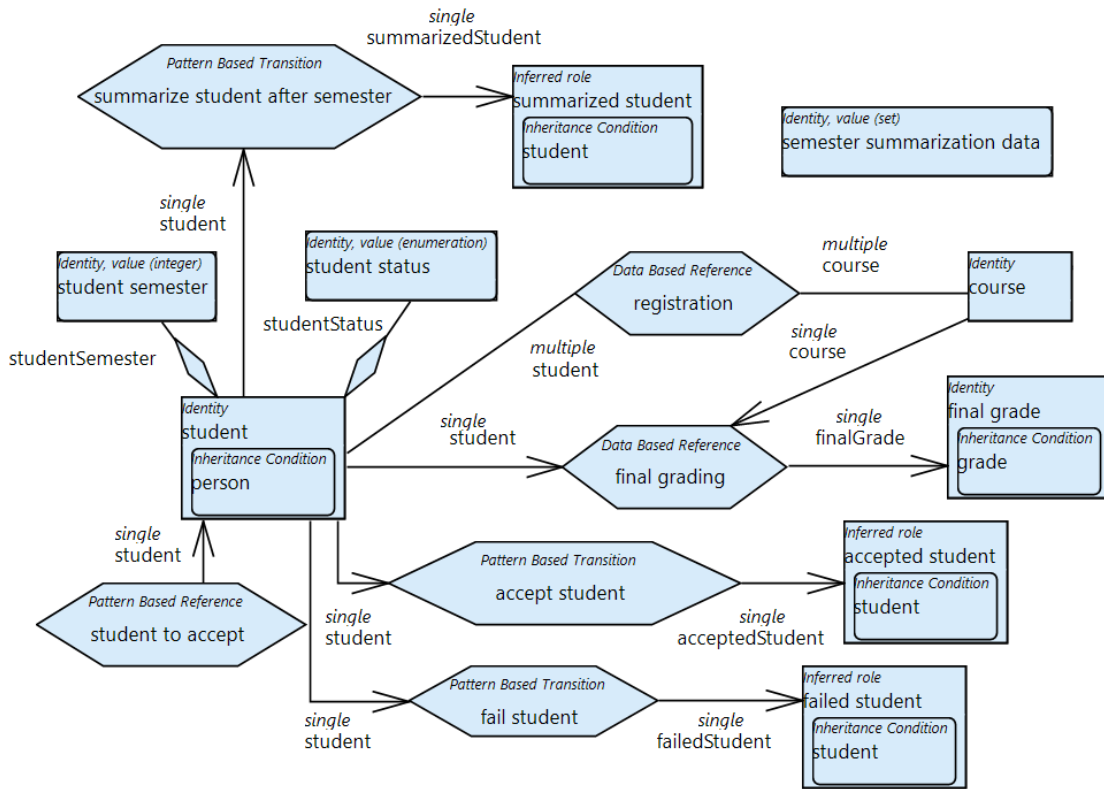 single
summarizedStudent
Pattern Based Transition
summarize student after semester
Inferred role
summarized student
Inheritance Condition
student
Identity, value (set)
semester summarization data
single
student
Identity, value (integer)
student semester
Identity, value (enumeration)
student status
studentSemester
studentStatus
Data Based Reference
registration
multiple
course
Identity
course
multiple
student
single
course
Identity
student
Inheritance Condition
person
single
student
Data Based Reference
final grading
single
finalGrade
Identity
final grade
Inheritance Condition
grade
single
student
Pattern Based Reference
student to accept
single
student
Pattern Based Transition
accept student
single
acceptedStudent
Inferred role
accepted student
Inheritance Condition
student
single
student
Pattern Based Transition
fail student
single
failedStudent
Inferred role
failed student
Inheritance Condition
student